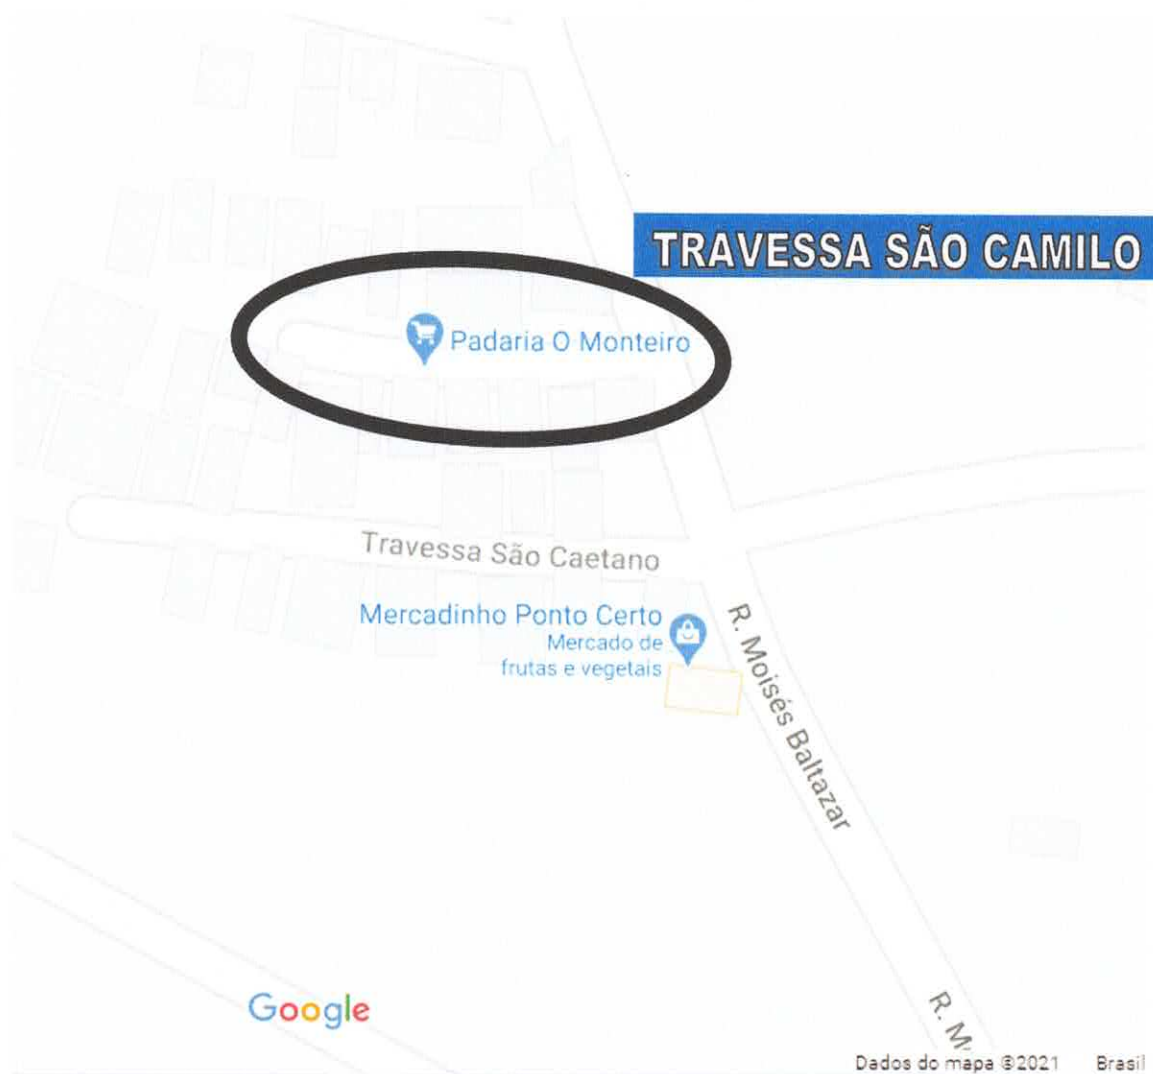 TRAVESSA SÃO CAMILO
Padaria O Monteiro
Travessa São Caetano
Mercadinho Ponto Certo
Mercado de
frutas e vegetais
R. Moisés Baltazar
R. M
Google
Dados do mapa ©2021 Brasil